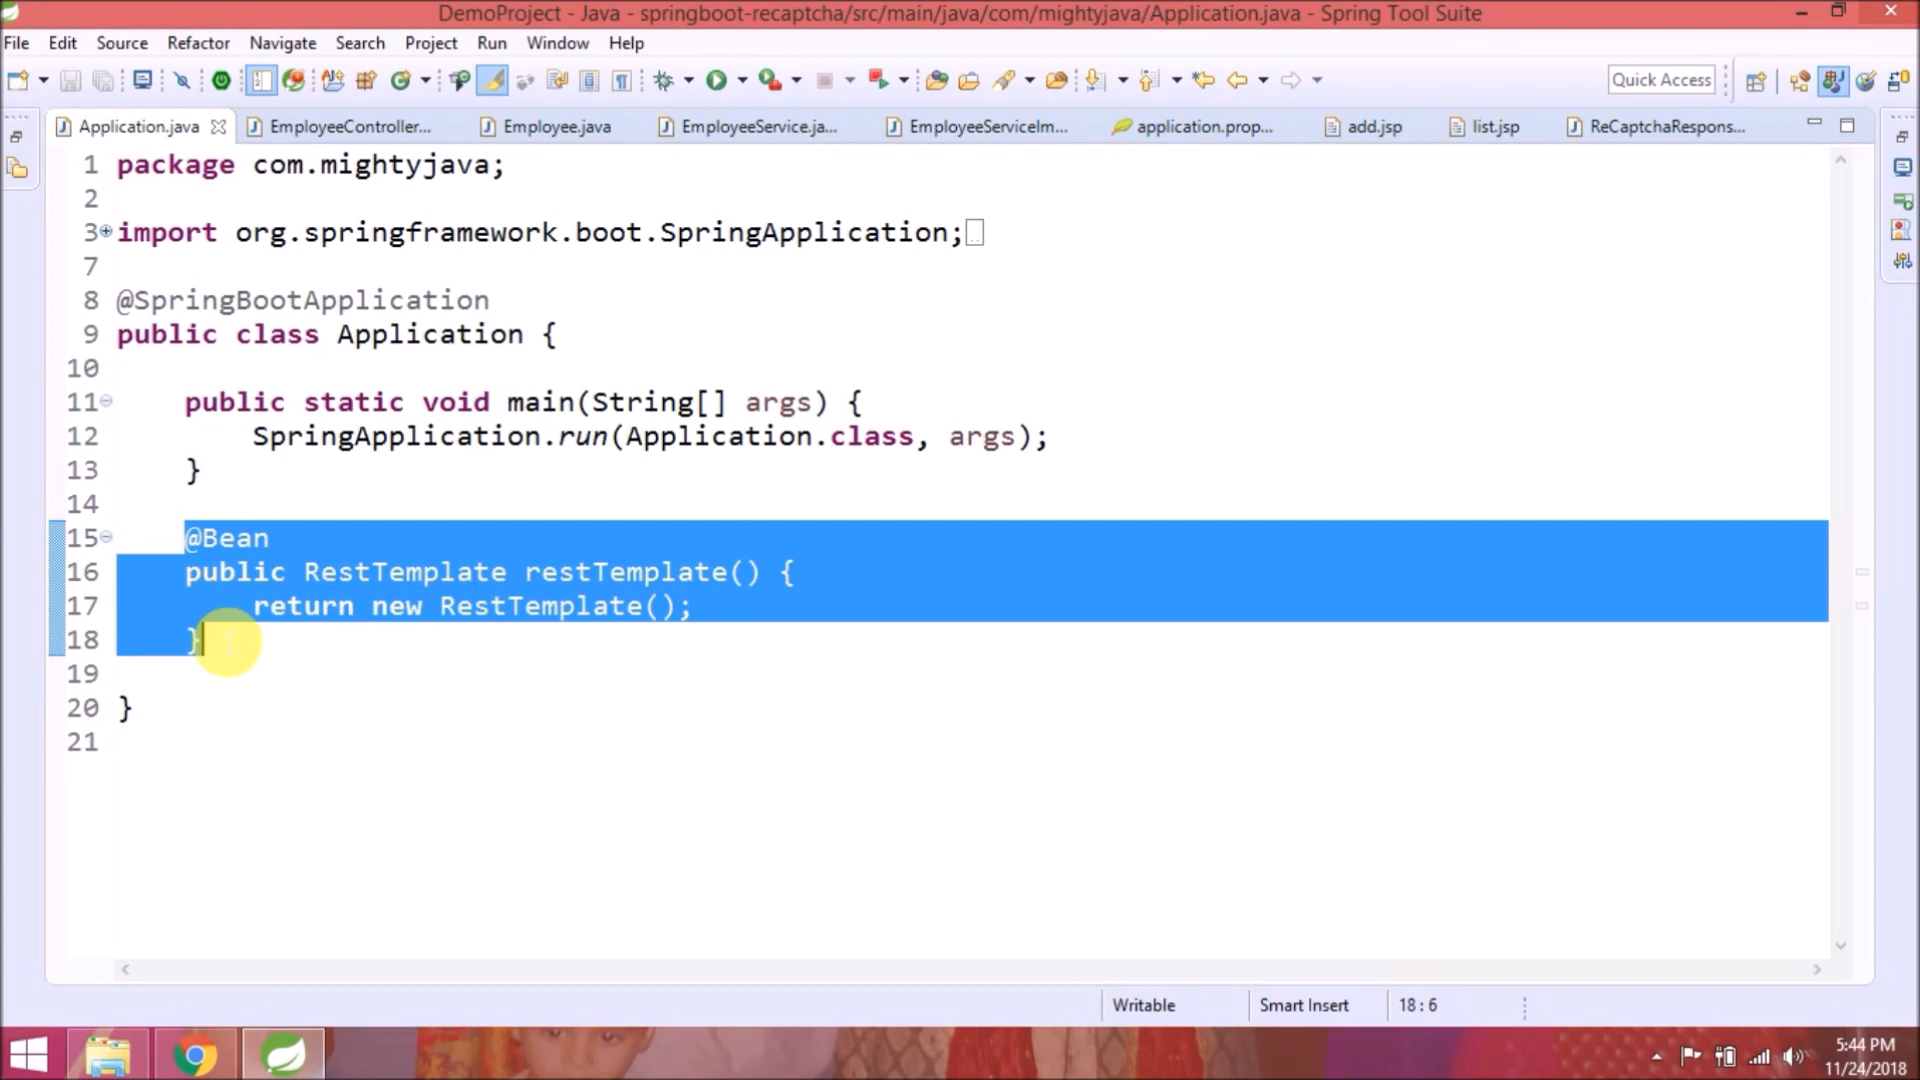 DemoProject - Java - springboot-recaptcha/src/main/java/com/mightyjava/Application.java - Spring Tool Suite
File Edit Source Refactor Navigate Search Project Run Window Help
Quick Access
Application.java EmployeeController... Employee.java EmployeeService.ja... EmployeeServiceIm... application.prop... add.jsp list.jsp ReCaptchaRespons...
1 package com.mightyjava;
2
3 import org.springframework.boot.SpringApplication;
7
8 @SpringBootApplication
9 public class Application {
10
11 public static void main(String[] args) {
12 SpringApplication.run(Application.class, args);
13 }
14
15 @Bean
16 public RestTemplate restTemplate() {
17 return new RestTemplate();
18 }
19
20 }
21
Writable Smart Insert 18 : 6
5:44 PM
11/24/2018